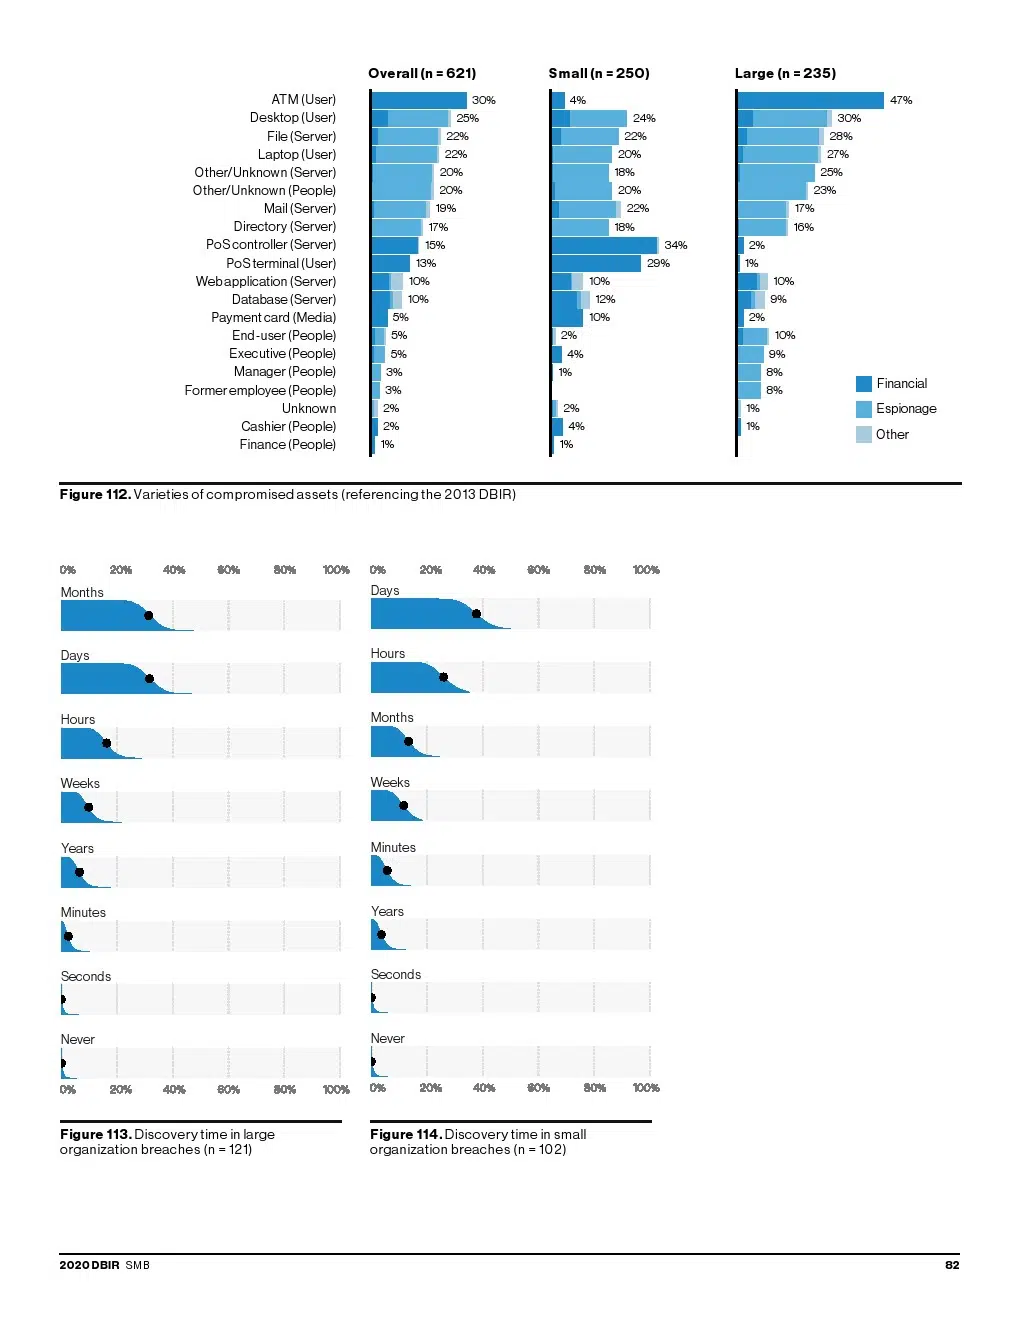 Overall (n = 621) Small (n = 250) Large (n = 235)
ATM (User) 30% 4% 47%
Desktop (User) 25% 24% 30%
File (Server) 22% 22% 28%
Laptop (User) 22% 20% 27%
Other/Unknown (Server) 20% 18% 25%
Other/Unknown (People) 20% 20% 23%
Mail (Server) 19% 22% 17%
Directory (Server) 17% 18% 16%
PoS controller (Server) 15% 34% 2%
PoS terminal (User) 13% 29% 1%
Web application (Server) 10% 10% 10%
Database (Server) 10% 12% 9%
Payment card (Media) 5% 10% 2%
End-user (People) 5% 2% 10%
Executive (People) 5% 4% 9%
Manager (People) 3% 1% 8%
Former employee (People) 3% 8%
Unknown 2% 2% 1%
Cashier (People) 2% 4% 1%
Finance (People) 1% 1%
Financial
Espionage
Other
Figure 112. Varieties of compromised assets (referencing the 2013 DBIR)
0% 20% 40% 60% 80% 100%
Months
Days
Hours
Weeks
Years
Minutes
Seconds
Never
0% 20% 40% 60% 80% 100%
Figure 113. Discovery time in large
organization breaches (n = 121)
0% 20% 40% 60% 80% 100%
Days
Hours
Months
Weeks
Minutes
Years
Seconds
Never
0% 20% 40% 60% 80% 100%
Figure 114. Discovery time in small
organization breaches (n = 102)
2020 DBIR SMB 82